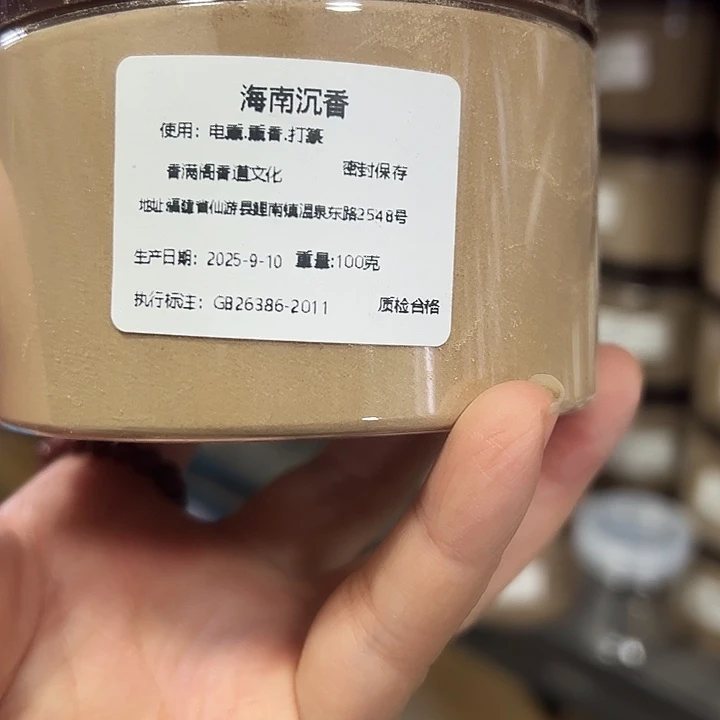 海南沉香
使用：电熏.熏香.打篆
香满阁香道文化 密封保存
地址:福建省仙游县鲤南镇温泉东路2548号
生产日期：2025-9-10 重量:100克
执行标注：GB26386-2011 质检合格